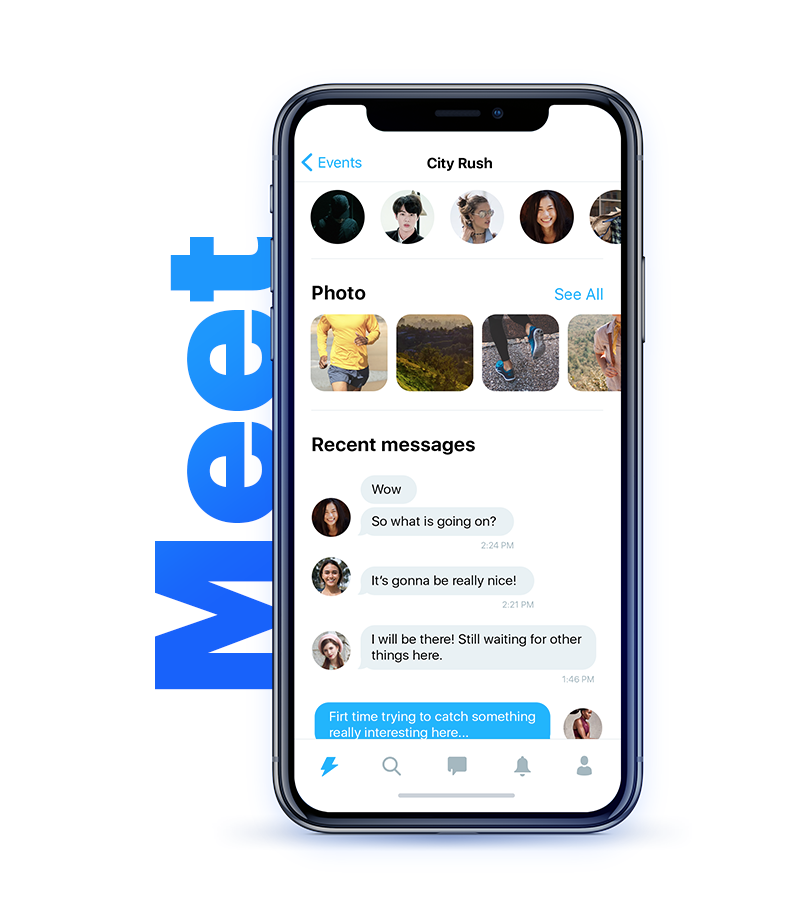 Meet
Events
City Rush
Photo
See All
Recent messages
Wow
So what is going on?
2:24 PM
It's gonna be really nice!
2:21 PM
I will be there! Still waiting for other
things here.
1:46 PM
Firt time trying to catch something
really interesting here...